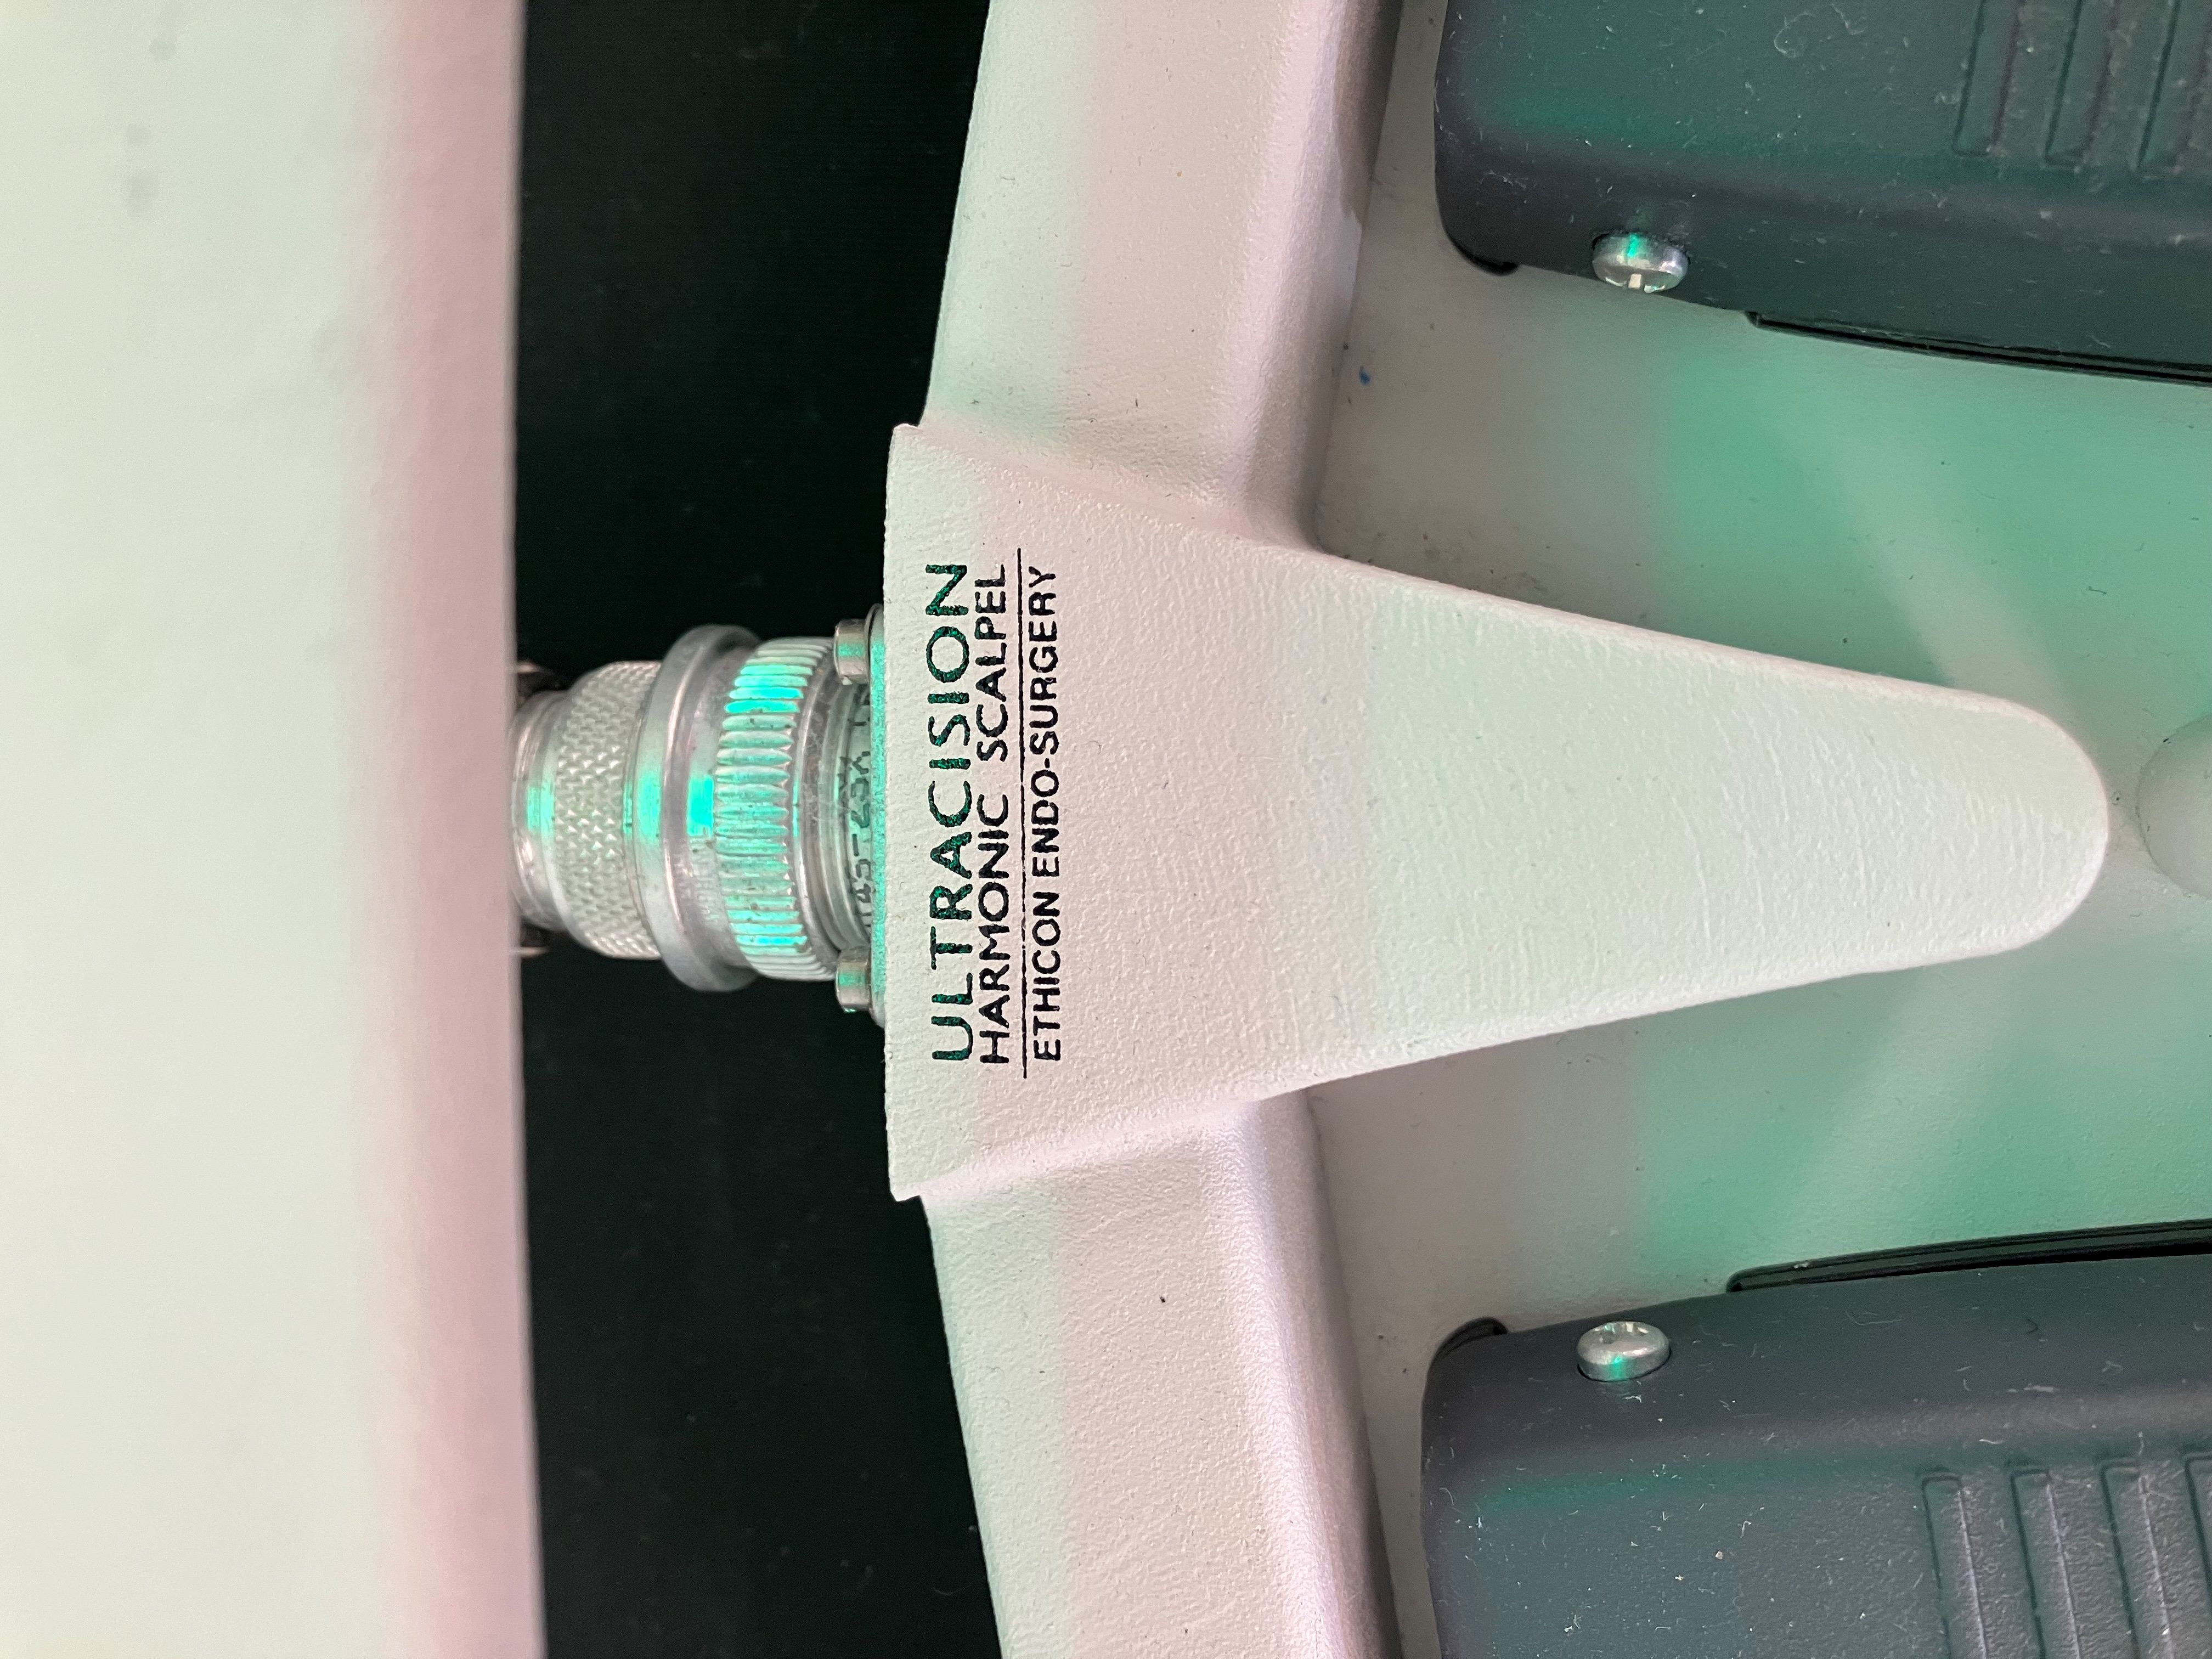 ULTRACISION
HARMONIC SCALPEL
ETHICON ENDO-SURGERY